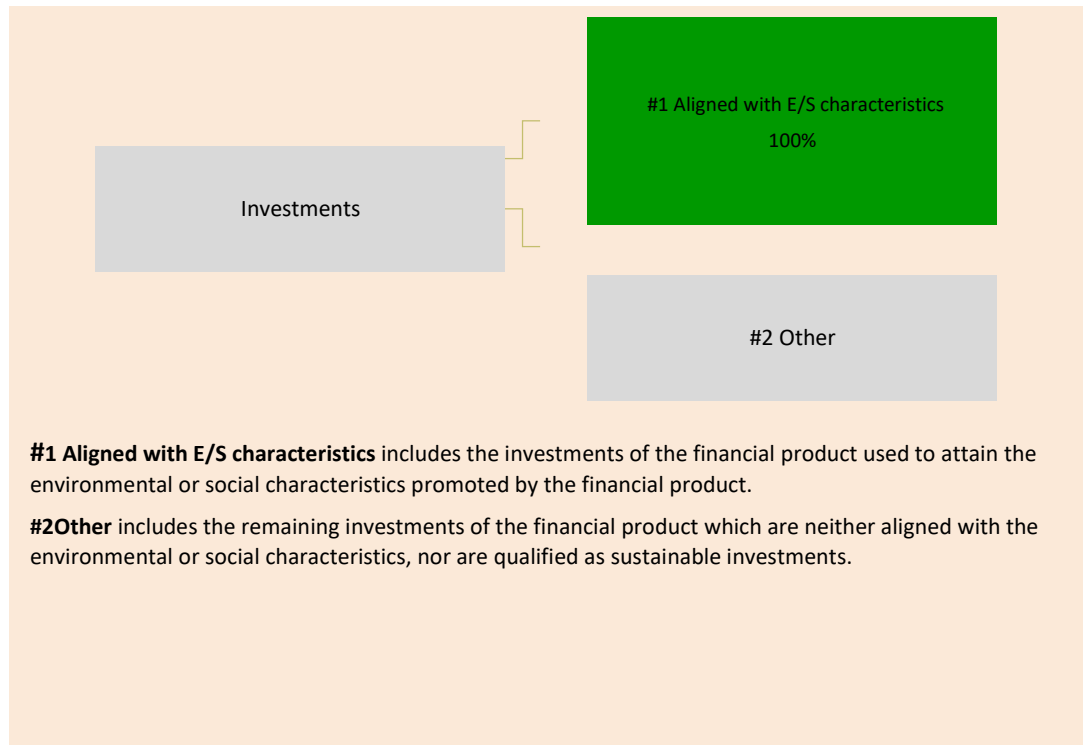 #1 Aligned with E/S characteristics
100%
Investments
#2 Other
#1 Aligned with E/S characteristics includes the investments of the financial product used to attain the
environmental or social characteristics promoted by the financial product.
#2Other includes the remaining investments of the financial product which are neither aligned with the
environmental or social characteristics, nor are qualified as sustainable investments.